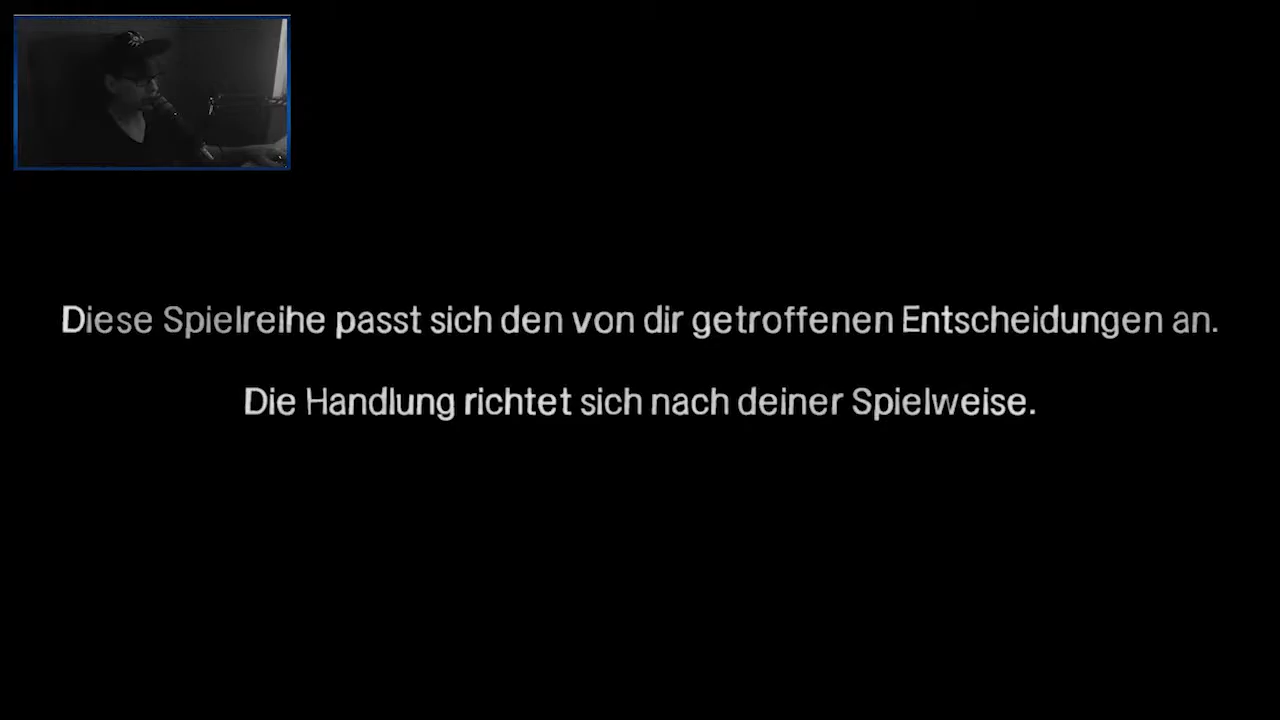 Diese Spielreihe passt sich den von dir getroffenen Entscheidungen an.
Die Handlung richtet sich nach deiner Spielweise.